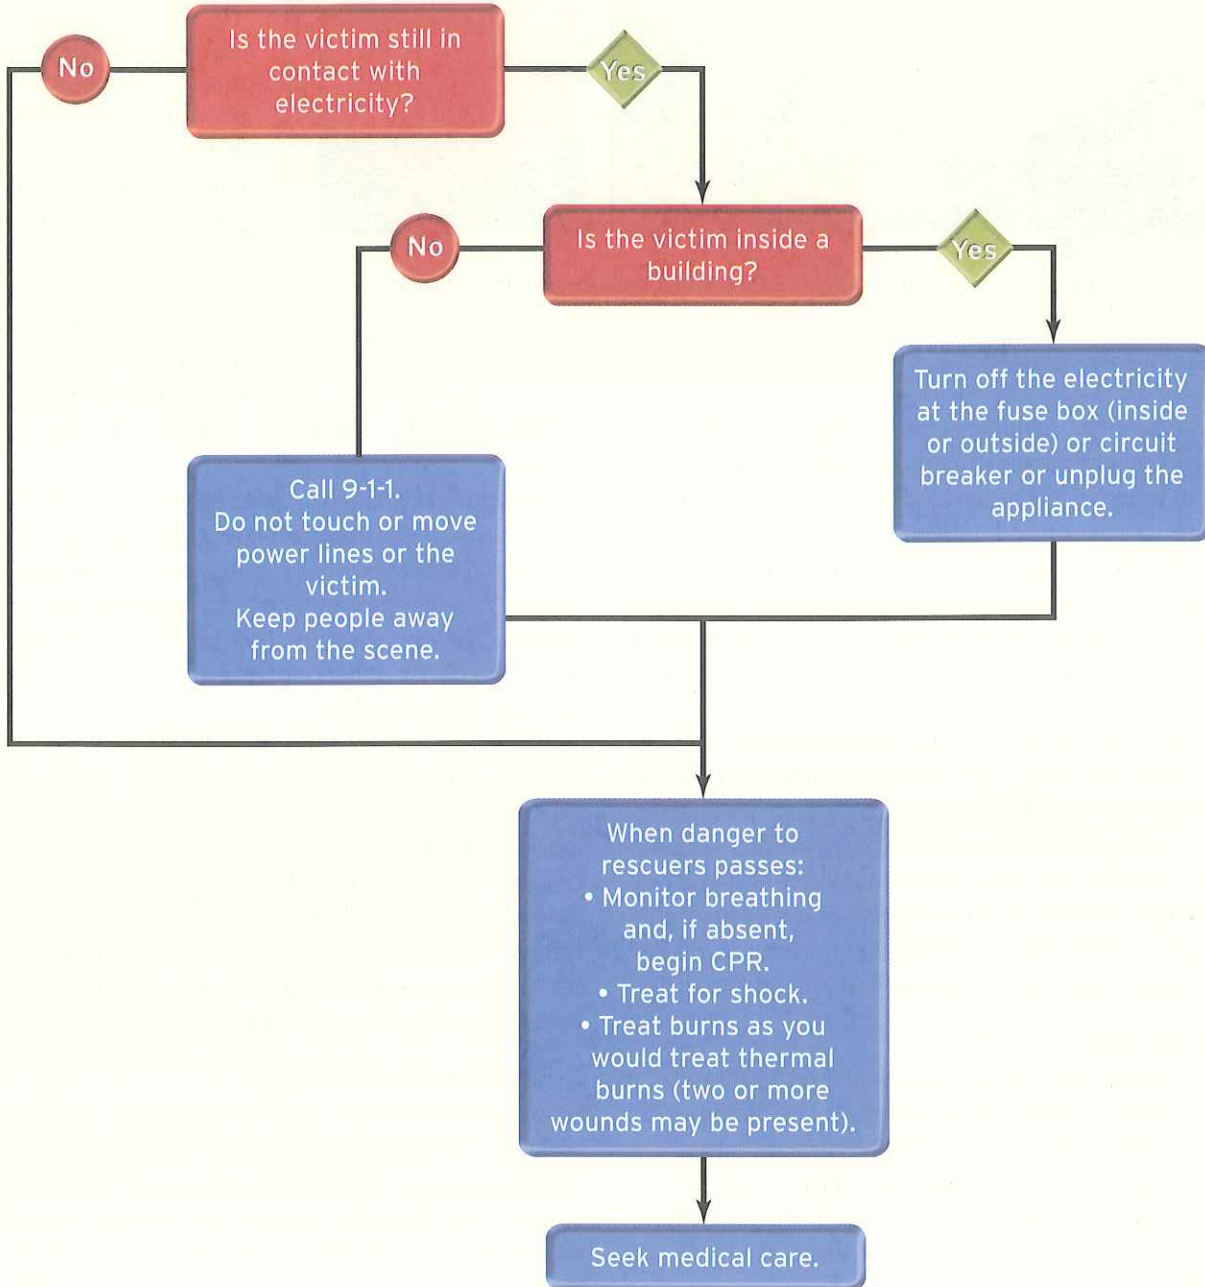 Is the victim still in
contact with
electricity?
No
Yes
Is the victim inside a
building?
No
Yes
Turn off the electricity
at the fuse box (inside
or outside) or circuit
breaker or unplug the
appliance.
Call 9-1-1.
Do not touch or move
power lines or the
victim.
Keep people away
from the scene.
When danger to
rescuers passes:
• Monitor breathing
and, if absent,
begin CPR.
• Treat for shock.
• Treat burns as you
would treat thermal
burns (two or more
wounds may be present).
Seek medical care.